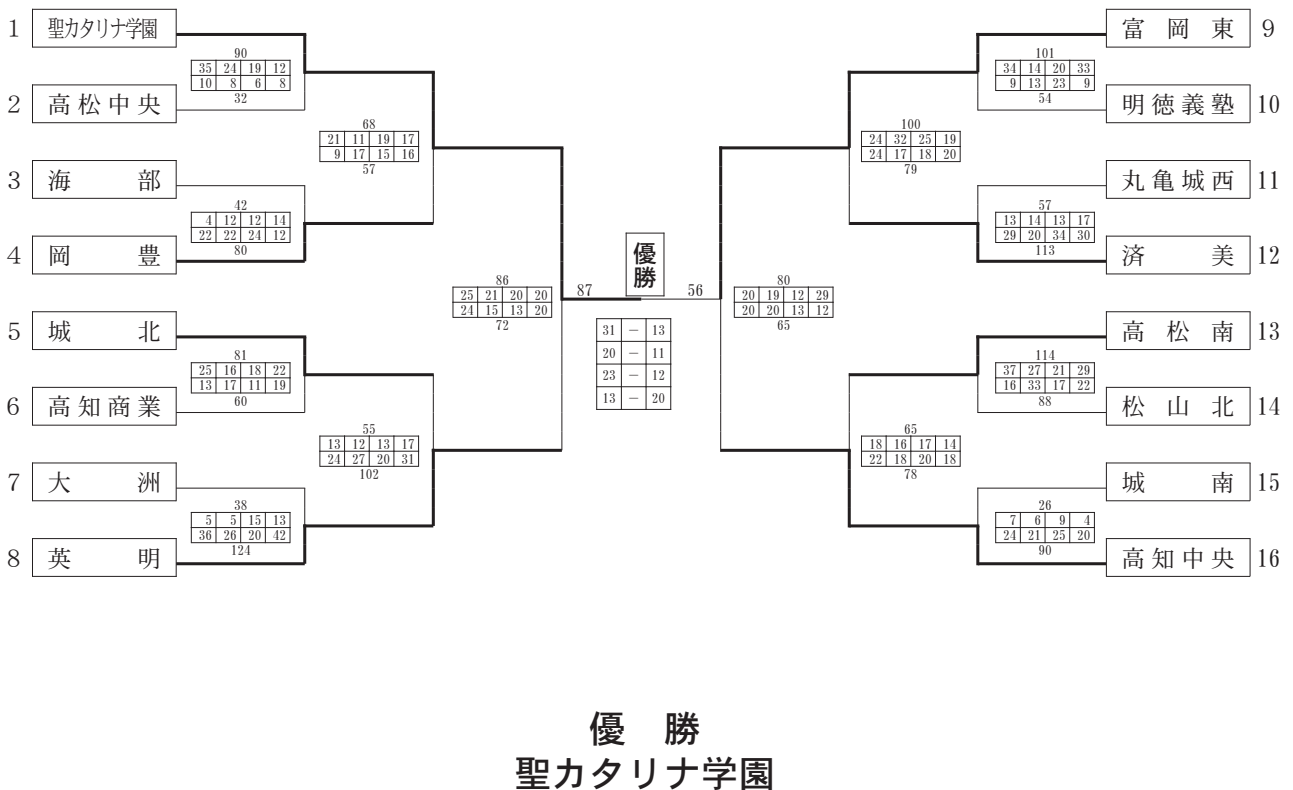 1 聖カタリナ学園
90
35 24 19 12
10 8 6 8
32
2 高松中央
68
21 11 19 17
9 17 15 16
57
3 海部
42
4 12 12 14
22 22 24 12
80
4 岡豊
86
25 21 20 20
24 15 13 20
72
5 城北
81
25 16 18 22
13 17 11 19
60
6 高知商業
55
13 12 13 17
24 27 20 31
102
7 大洲
38
5 5 15 13
36 26 20 42
124
8 英明
優勝
87 56
31 − 13
20 − 11
23 − 12
13 − 20
富岡東 9
101
34 14 20 33
9 13 23 9
54
明徳義塾 10
100
24 32 25 19
24 17 18 20
79
丸亀城西 11
57
13 14 13 17
29 20 34 30
113
済美 12
80
20 19 12 29
20 20 13 12
65
高松南 13
114
37 27 21 29
16 33 17 22
88
松山北 14
65
18 16 17 14
22 18 20 18
78
城南 15
26
7 6 9 4
24 21 25 20
90
高知中央 16
優勝
聖カタリナ学園